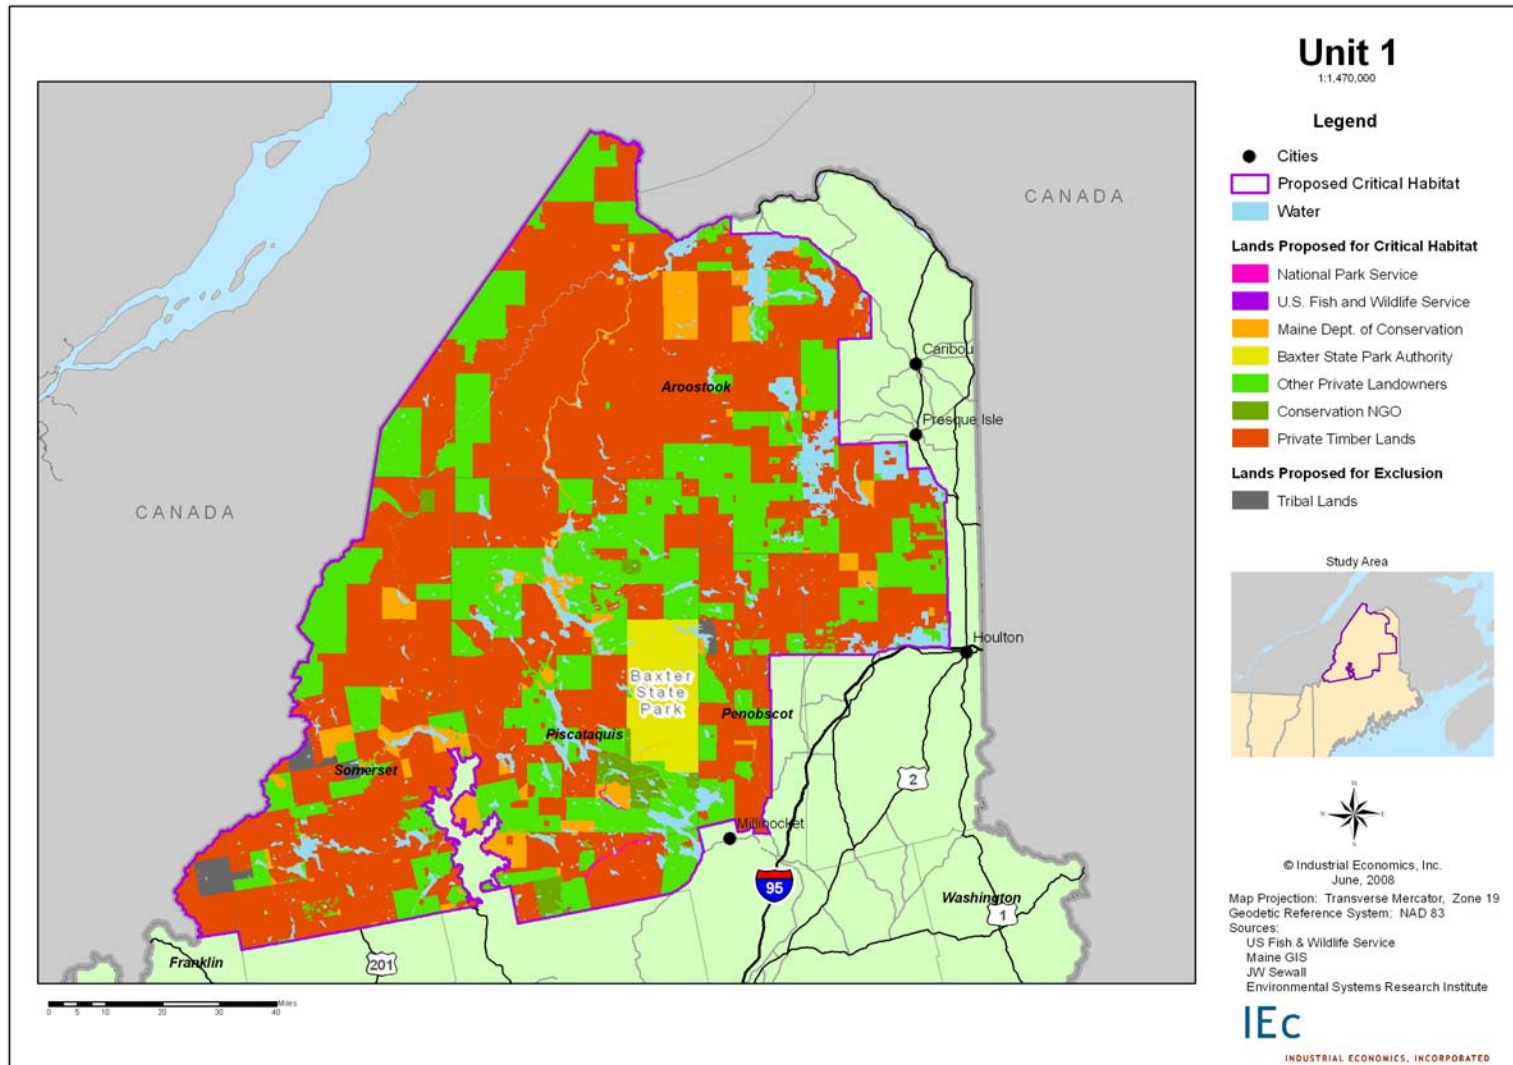 Unit 1
1:1,470,000
Legend
Cities
Proposed Critical Habitat
Water
Lands Proposed for Critical Habitat
National Park Service
U.S. Fish and Wildlife Service
Maine Dept. of Conservation
Baxter State Park Authority
Other Private Landowners
Conservation NGO
Private Timber Lands
Lands Proposed for Exclusion
Tribal Lands
CANADA
CANADA
Caribou
Aroostook
Presque Isle
Houlton
Baxter
State
Park
Penobscot
Piscataquis
Somerset
2
Millinocket
95
Washington
1
Franklin
201
Miles
0 5 10 20 30 40
Study Area
N
W E
S
© Industrial Economics, Inc.
June, 2008
Map Projection: Transverse Mercator, Zone 19
Geodetic Reference System: NAD 83
Sources:
US Fish & Wildlife Service
Maine GIS
JW Sewall
Environmental Systems Research Institute
IEc
INDUSTRIAL ECONOMICS, INCORPORATED